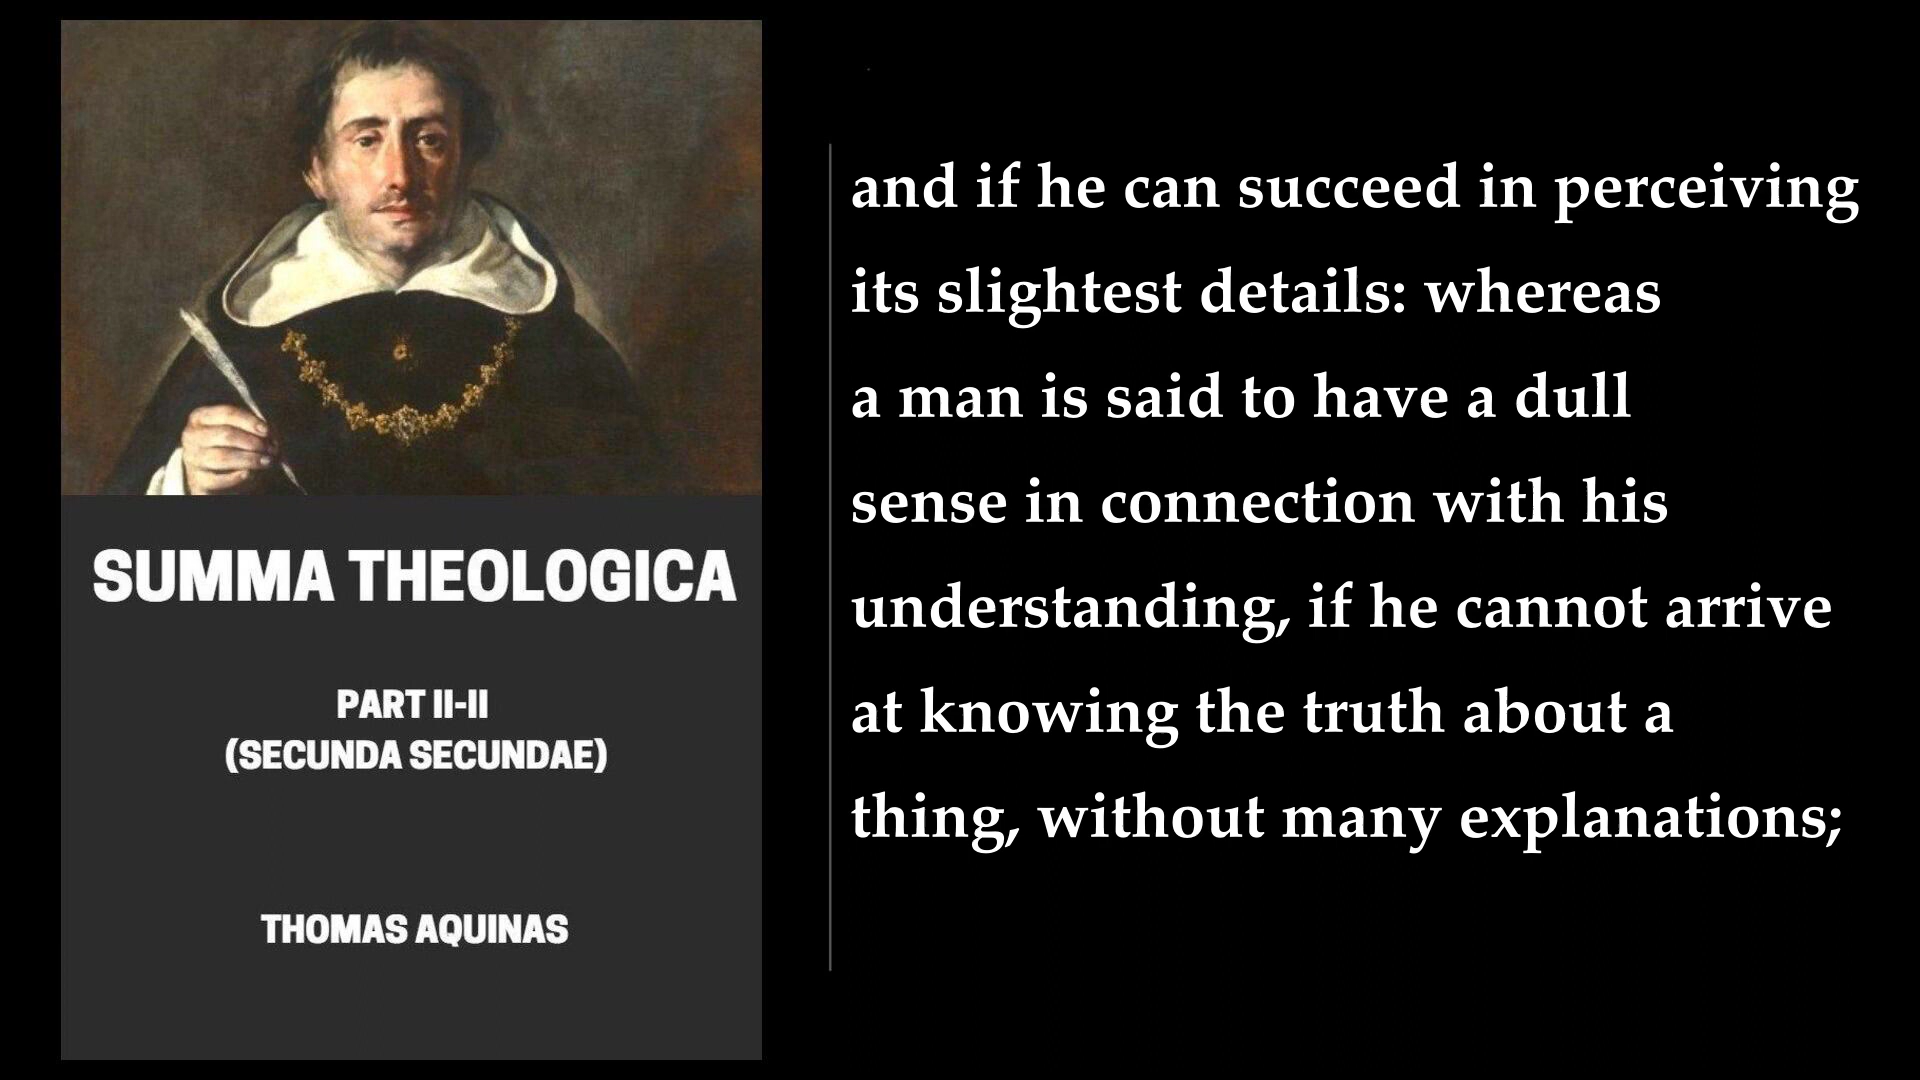 SUMMA THEOLOGICA
PART II-II
(SECUNDA SECUNDAE)
THOMAS AQUINAS
and if he can succeed in perceiving
its slightest details: whereas
a man is said to have a dull
sense in connection with his
understanding, if he cannot arrive
at knowing the truth about a
thing, without many explanations;